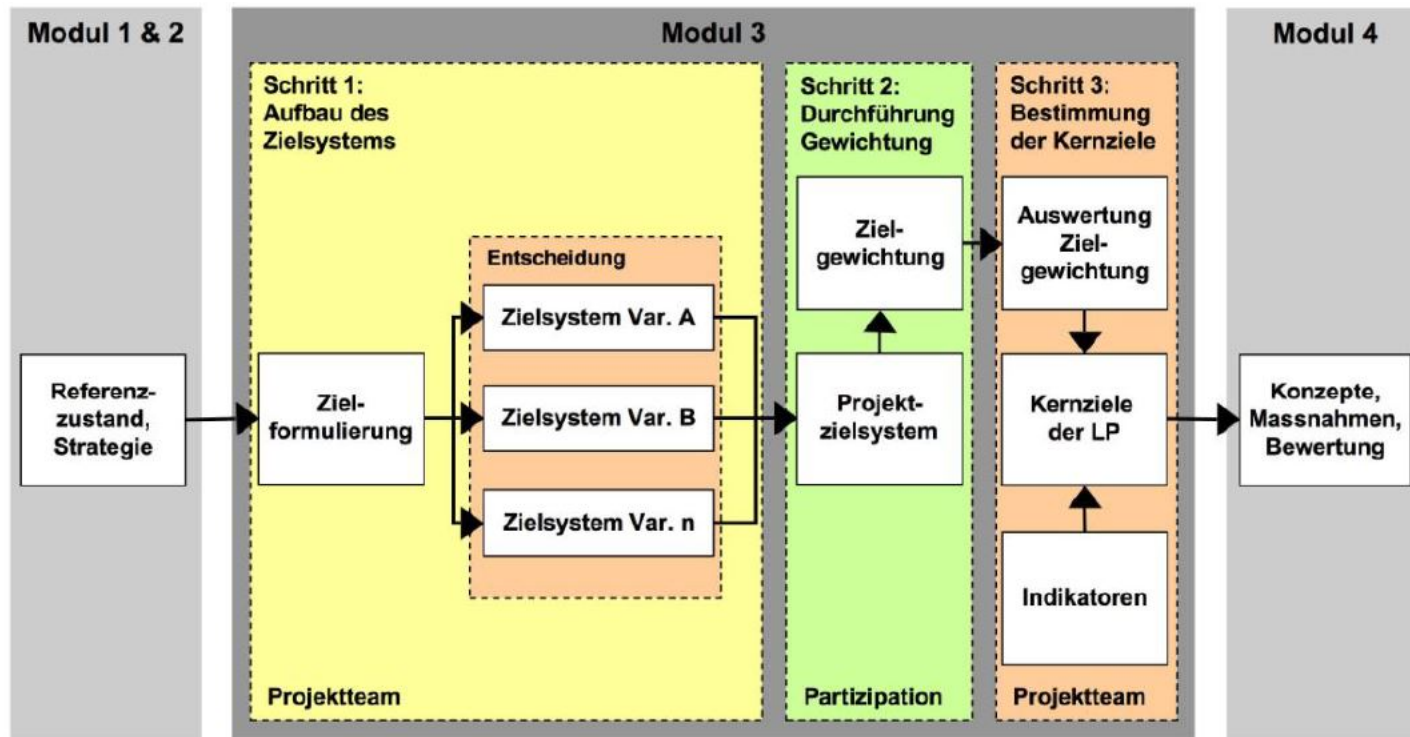 Modul 1 & 2
Referenz-
zustand,
Strategie
Modul 3
Schritt 1:
Aufbau des
Zielsystems
Ziel-
formulierung
Entscheidung
Zielsystem Var. A
Zielsystem Var. B
Zielsystem Var. n
Projektteam
Schritt 2:
Durchführung
Gewichtung
Ziel-
gewichtung
Projekt-
zielsystem
Partizipation
Schritt 3:
Bestimmung
der Kernziele
Auswertung
Ziel-
gewichtung
Kernziele
der LP
Indikatoren
Projektteam
Modul 4
Konzepte,
Massnahmen,
Bewertung